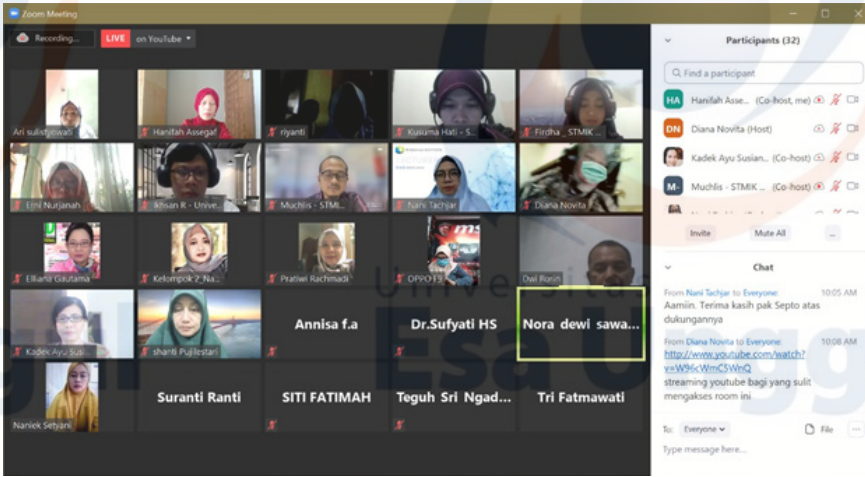 Zoom Meeting
Recording...
LIVE on YouTube
Ari sulistyowati
Hanifah Assegaf
riyanti
Kusuma Hati - S...
Firdha _ STMIK ...
Erni Nurjanah
Ikhsan R - Unive...
Muchlis - STMI...
Nani Tachjar
Diana Novita
Elliana Gautama
Kelompok 2_Na...
Pratiwi Rachmadi
OPPO F9
Dwi Ronin
Kadek Ayu Susi...
shanti Pujilestari
Annisa f.a
Dr.Sufyati HS
Nora dewi sawa...
Naniek Setyani
Suranti Ranti
SITI FATIMAH
Teguh Sri Ngad...
Tri Fatmawati
Participants (32)
Find a participant
HA Hanifah Asse... (Co-host, me)
DN Diana Novita (Host)
Kadek Ayu Susian... (Co-host)
M- Muchlis - STMIK ... (Co-host)
Invite
Mute All
...
Chat
From Nani Tachjar to Everyone: 10:05 AM
Aamiin. Terima kasih pak Septo atas
dukungannya
From Diana Novita to Everyone: 10:08 AM
http://www.youtube.com/watch?
v=W96cWmC5WnQ
streaming youtube bagi yang sulit
mengakses room ini
To: Everyone
File
...
Type message here...
Universitas
Esa Ungg